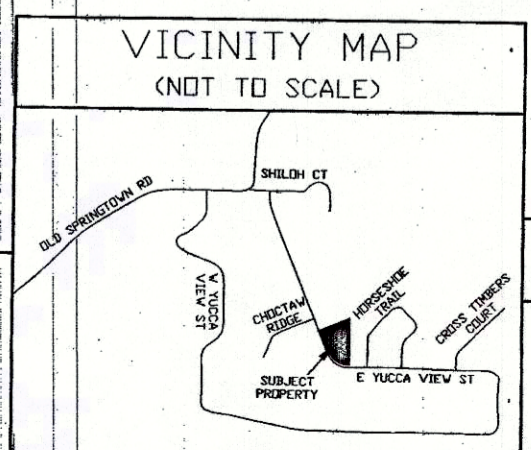 VICINITY MAP
(NOT TO SCALE)
SHILOH CT
OLD SPRINGTOWN RD
W YUCCA
VIEW ST
CHOCTAW
RIDGE
HORSESHOE
TRAIL
CROSS TIMBERS
COURT
SUBJECT
PROPERTY
E YUCCA VIEW ST